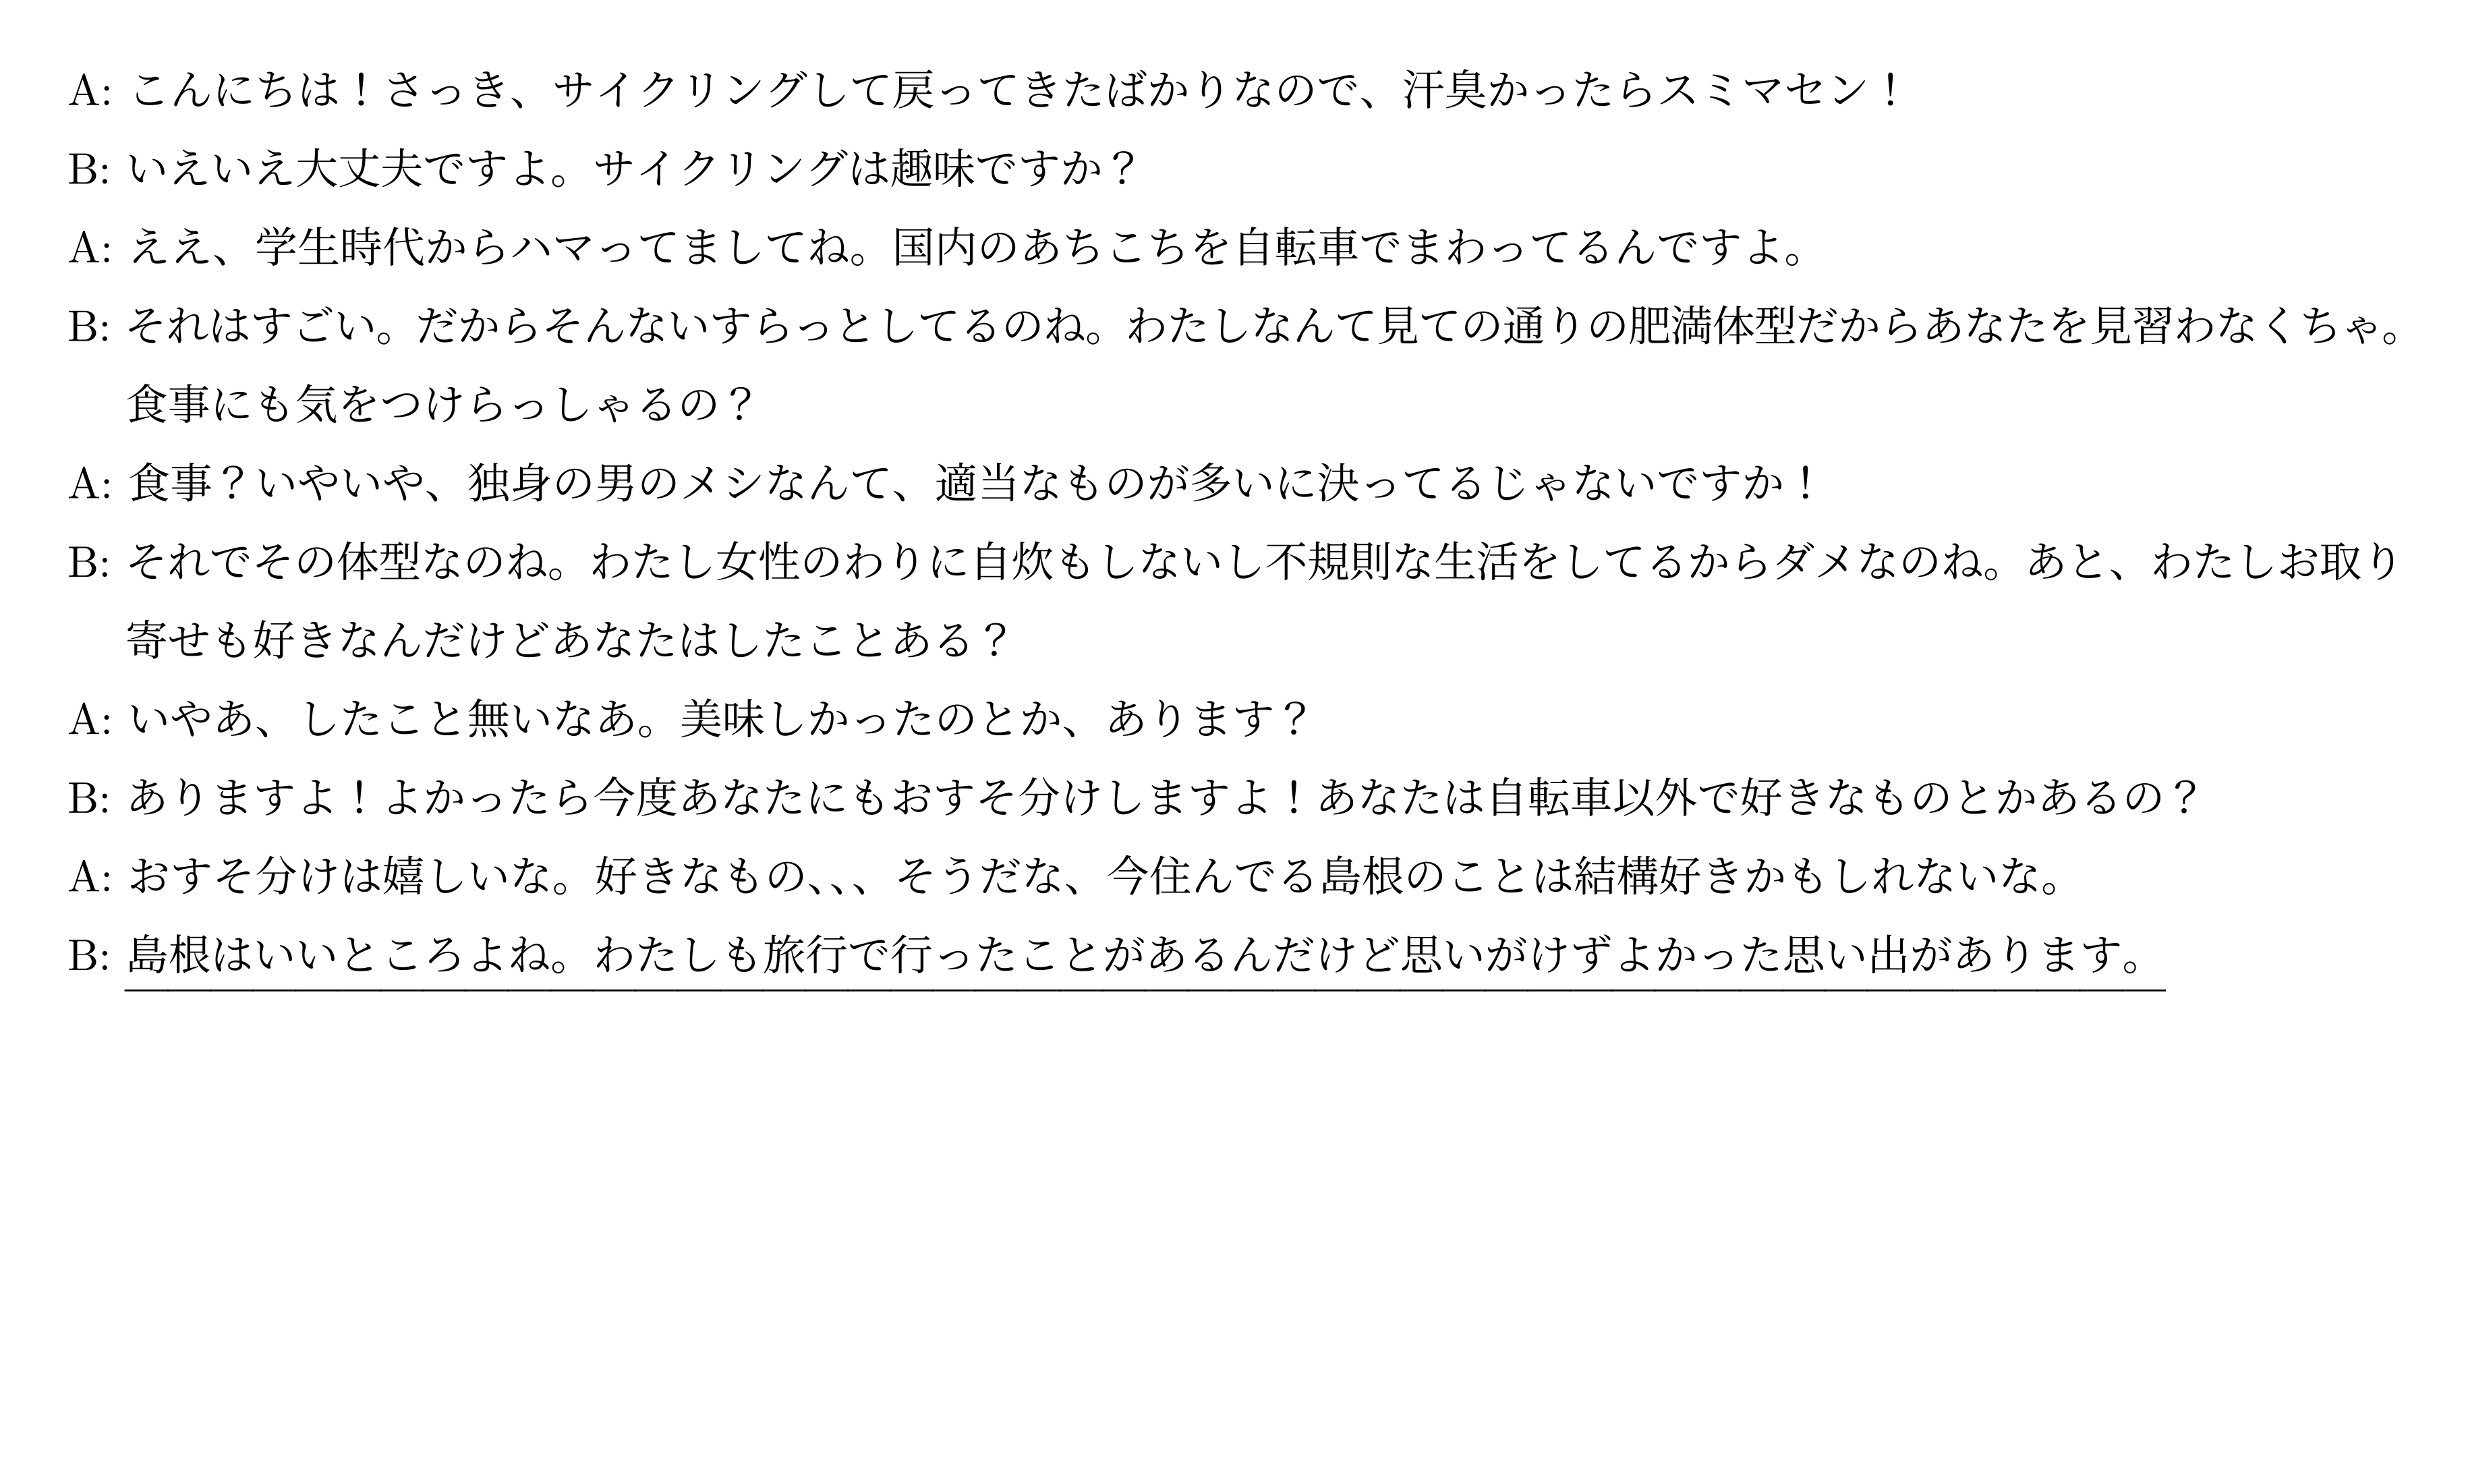 A: こんにちは！さっき、サイクリングして戻ってきたばかりなので、汗臭かったらスミマセン！
B: いえいえ大丈夫ですよ。サイクリングは趣味ですか？
A: ええ、学生時代からハマってましてね。国内のあちこちを自転車でまわってるんですよ。
B: それはすごい。だからそんないすらっとしてるのね。わたしなんて見ての通りの肥満体型だからあなたを見習わなくちゃ。
食事にも気をつけらっしゃるの？
A: 食事？いやいや、独身の男のメシなんて、適当なものが多いに決ってるじゃないですか！
B: それでその体型なのね。わたし女性のわりに自炊もしないし不規則な生活をしてるからダメなのね。あと、わたしお取り
寄せも好きなんだけどあなたはしたことある？
A: いやあ、したこと無いなあ。美味しかったのとか、あります？
B: ありますよ！よかったら今度あなたにもおすそ分けしますよ！あなたは自転車以外で好きなものとかあるの？
A: おすそ分けは嬉しいな。好きなもの、、、そうだな、今住んでる島根のことは結構好きかもしれないな。
B: 島根はいいところよね。わたしも旅行で行ったことがあるんだけど思いがけずよかった思い出があります。